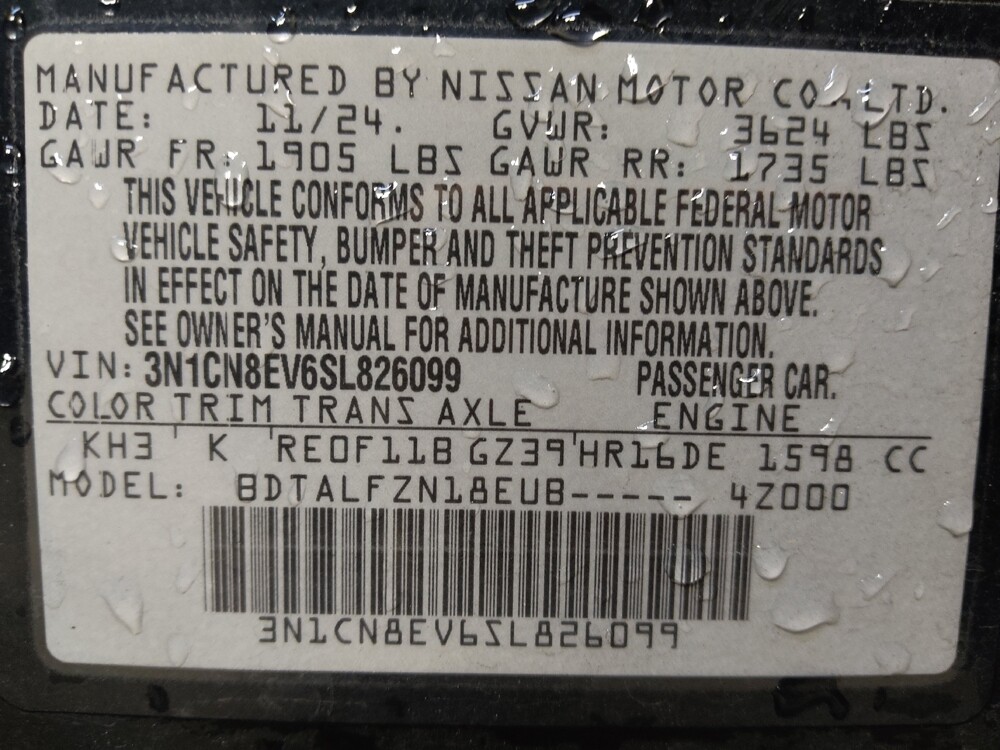 MANUFACTURED BY NISSAN MOTOR CO.,LTD.
DATE: 11/24. GVWR: 3624 LBS
GAWR FR: 1905 LBS GAWR RR: 1735 LBS
THIS VEHICLE CONFORMS TO ALL APPLICABLE FEDERAL MOTOR
VEHICLE SAFETY, BUMPER AND THEFT PREVENTION STANDARDS
IN EFFECT ON THE DATE OF MANUFACTURE SHOWN ABOVE.
SEE OWNER'S MANUAL FOR ADDITIONAL INFORMATION.
VIN: 3N1CN8EV6SL826099 PASSENGER CAR.
COLOR TRIM TRANS AXLE ENGINE
KH3 K RE0F11B GZ39 HR16DE 1598 CC
MODEL: BDTALFZN18EUB----- 4Z000
3N1CN8EV6SL826099